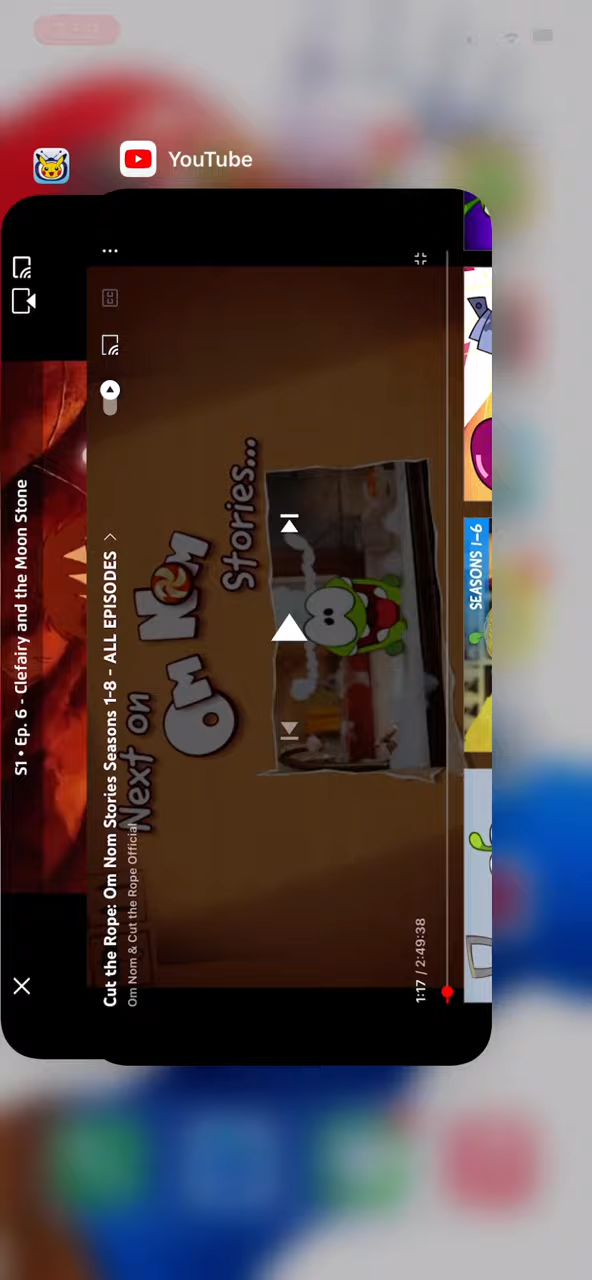 YouTube
S1 • Ep. 6 - Clefairy and the Moon Stone
Cut the Rope: Om Nom Stories Seasons 1-8 - ALL EPISODES
Om Nom & Cut the Rope Official
CC
Next on
Om Nom
Stories...
1:17 / 2:49:38
SEASONS 1-6